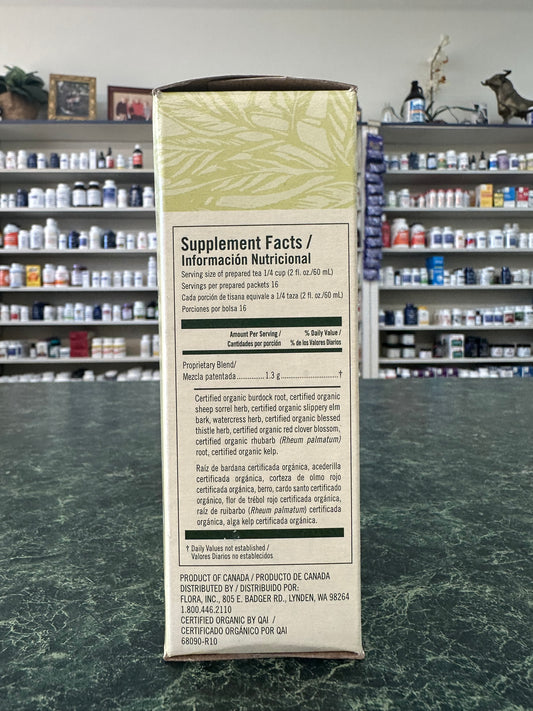 Supplement Facts /
Información Nutricional
Serving size of prepared tea 1/4 cup (2 fl. oz./60 mL)
Servings per prepared packets 16
Cada porción de tisana equivale a 1/4 taza (2 fl. oz./60 mL)
Porciones por bolsa 16
Amount Per Serving / % Daily Value /
Cantidades por porción % de los Valores Diarios
Proprietary Blend/
Mezcla patentada..............1.3 g..............................†
Certified organic burdock root, certified organic
sheep sorrel herb, certified organic slippery elm
bark, watercress herb, certified organic blessed
thistle herb, certified organic red clover blossom,
certified organic rhubarb (Rheum palmatum)
root, certified organic kelp.
Raíz de bardana certificada orgánica, acederilla
certificada orgánica, corteza de olmo rojo
certificada orgánica, berro, cardo santo certificado
orgánico, flor de trébol rojo certificada orgánica,
raíz de ruibarbo (Rheum palmatum) certificada
orgánica, alga kelp certificada orgánica.
† Daily Values not established /
Valores Diarios no establecidos
PRODUCT OF CANADA / PRODUCTO DE CANADA
DISTRIBUTED BY / DISTRIBUIDO POR:
FLORA, INC., 805 E. BADGER RD., LYNDEN, WA 98264
1.800.446.2110
CERTIFIED ORGANIC BY QAI /
CERTIFICADO ORGÁNICO POR QAI
68090-R10